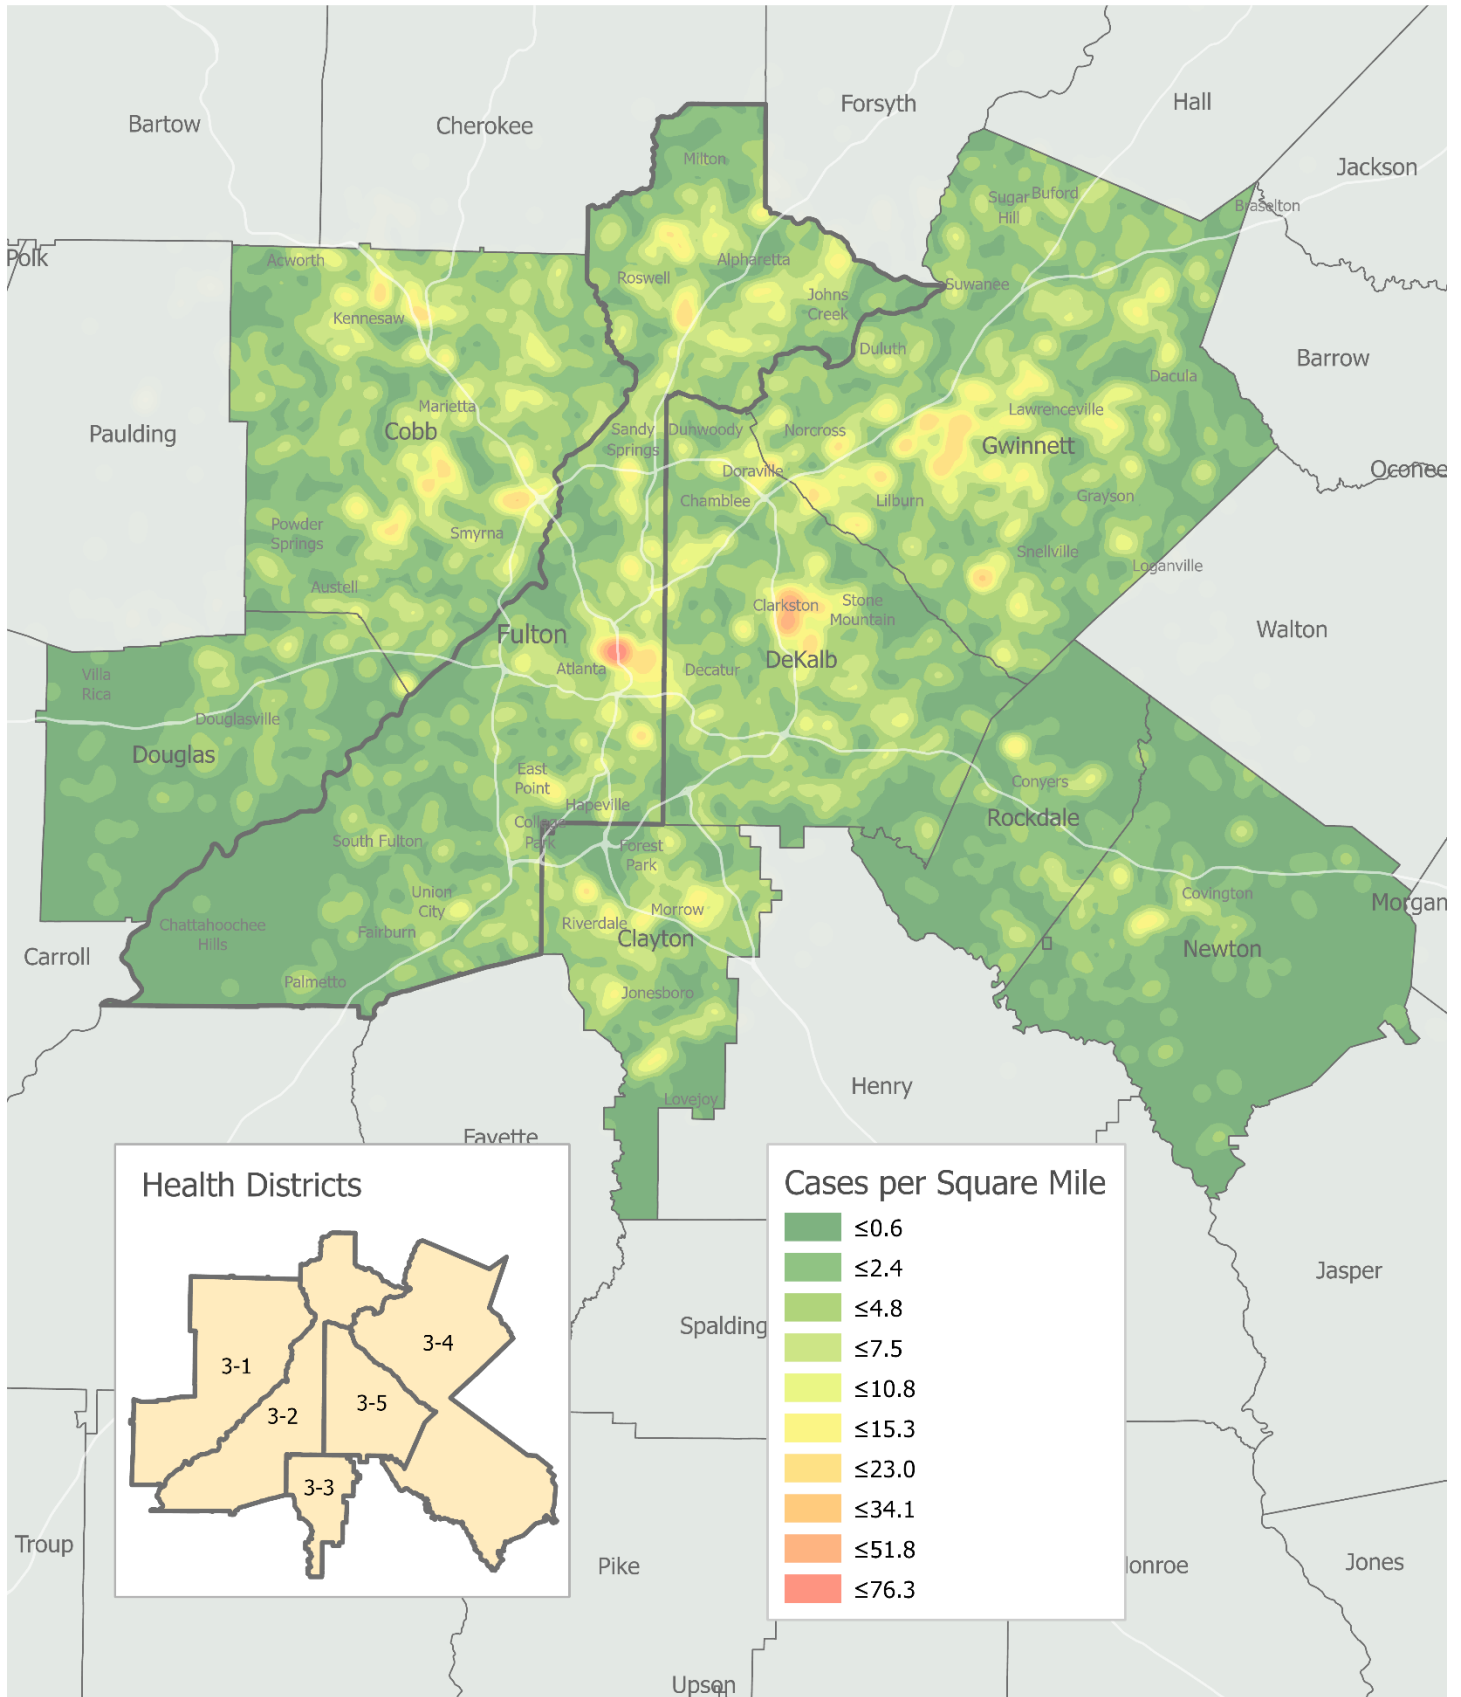 Forsyth
Hall
Bartow
Cherokee
Milton
Jackson
Sugar
Hill
Buford
Braselton
Polk
Acworth
Alpharetta
Roswell
Suwanee
Johns
Creek
Kennesaw
Duluth
Barrow
Dacula
Marietta
Lawrenceville
Paulding
Cobb
Sandy
Springs
Dunwoody
Norcross
Gwinnett
Doraville
Oconee
Chamblee
Lilburn
Grayson
Powder
Springs
Smyrna
Snellville
Loganville
Austell
Clarkston
Stone
Mountain
Fulton
Walton
Villa
Rica
Atlanta
Decatur
DeKalb
Douglasville
Douglas
East
Point
Conyers
Hapeville
Rockdale
College
Park
South Fulton
Forest
Park
Union
City
Covington
Morgan
Morrow
Riverdale
Chattahoochee
Hills
Fairburn
Clayton
Newton
Carroll
Palmetto
Jonesboro
Henry
Lovejoy
Fayette
Health Districts
3-1
3-2
3-3
3-4
3-5
Cases per Square Mile
≤0.6
≤2.4
≤4.8
≤7.5
≤10.8
≤15.3
≤23.0
≤34.1
≤51.8
≤76.3
Jasper
Spalding
Troup
Pike
onroe
Jones
Upson